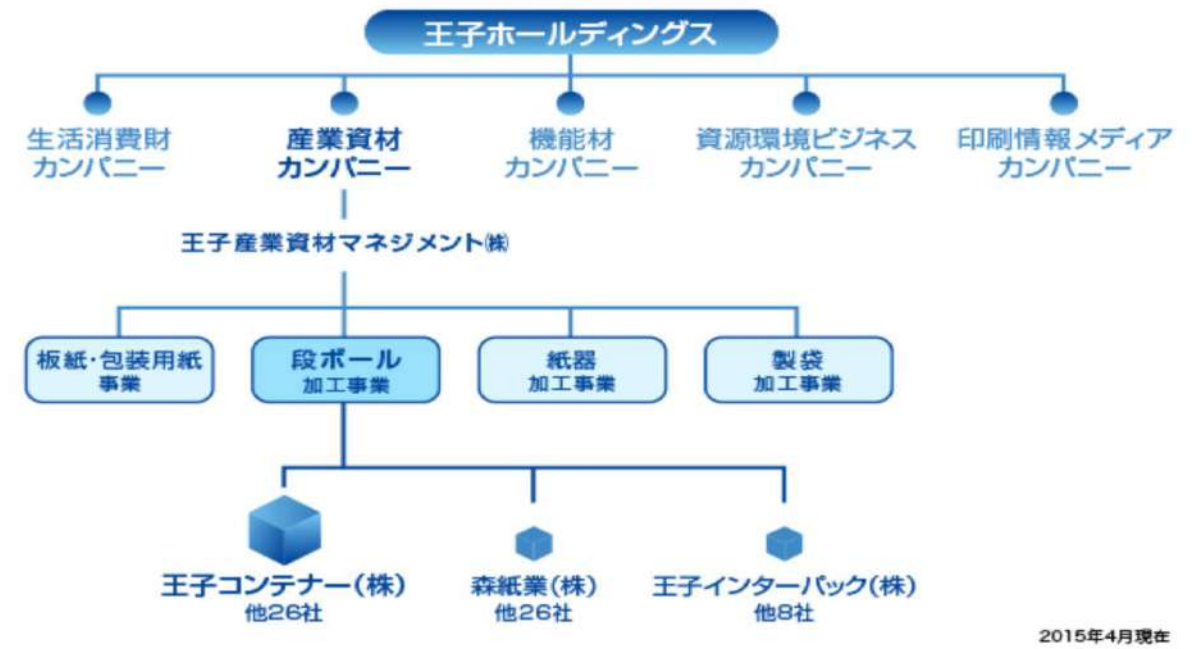 王子ホールディングス
生活消費財
カンパニー
産業資材
カンパニー
機能材
カンパニー
資源環境ビジネス
カンパニー
印刷情報メディア
カンパニー
王子産業資材マネジメント㈱
板紙・包装用紙
事業
段ボール
加工事業
紙器
加工事業
製袋
加工事業
王子コンテナー(株)
他26社
森紙業(株)
他26社
王子インターパック(株)
他8社
2015年4月現在